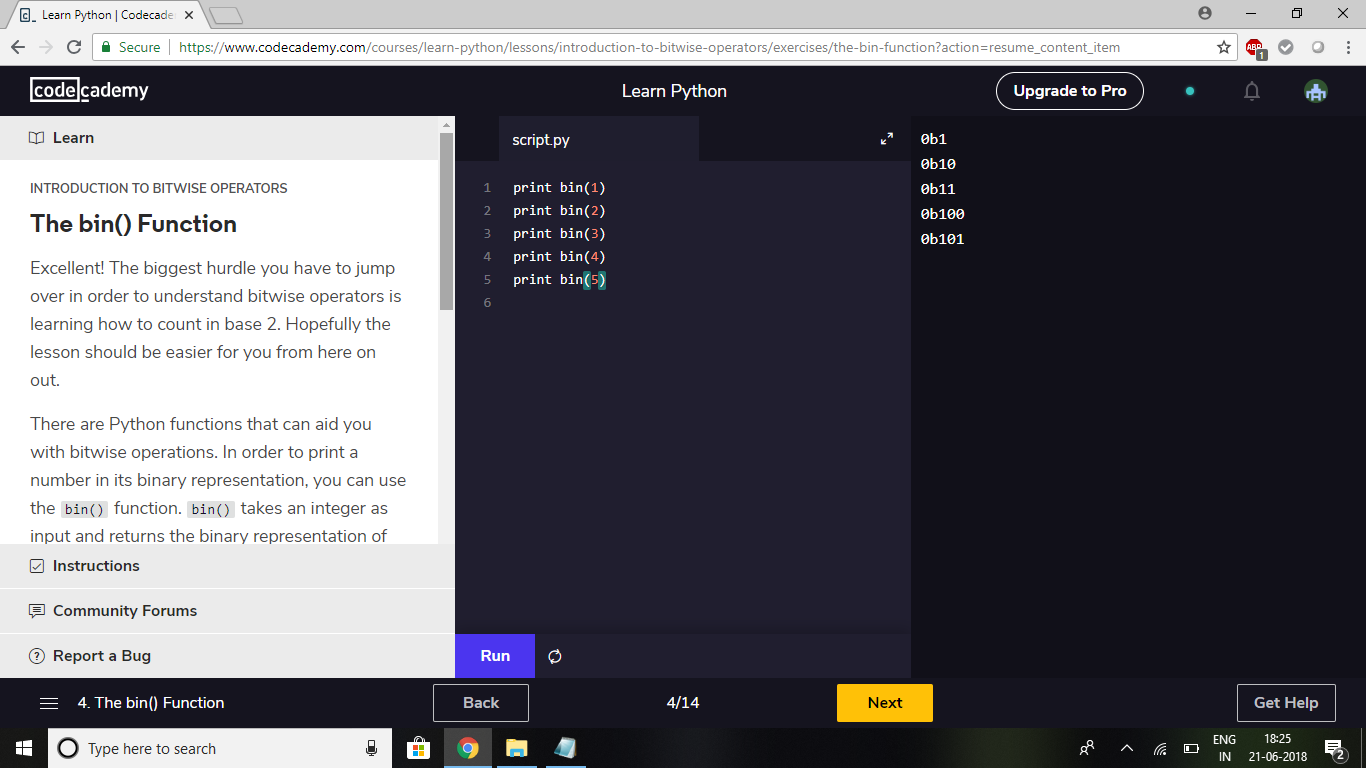 Learn Python | Codecade
Secure
https://www.codecademy.com/courses/learn-python/lessons/introduction-to-bitwise-operators/exercises/the-bin-function?action=resume_content_item
ABP
1
codecademy
Learn Python
Upgrade to Pro
Learn
INTRODUCTION TO BITWISE OPERATORS
The bin() Function
Excellent! The biggest hurdle you have to jump
over in order to understand bitwise operators is
learning how to count in base 2. Hopefully the
lesson should be easier for you from here on
out.
There are Python functions that can aid you
with bitwise operations. In order to print a
number in its binary representation, you can use
the bin() function. bin() takes an integer as
input and returns the binary representation of
Instructions
Community Forums
Report a Bug
script.py
1 print bin(1)
2 print bin(2)
3 print bin(3)
4 print bin(4)
5 print bin(5)
6
Run
0b1
0b10
0b11
0b100
0b101
4. The bin() Function
Back
4/14
Next
Get Help
Type here to search
ENG
IN
18:25
21-06-2018
2